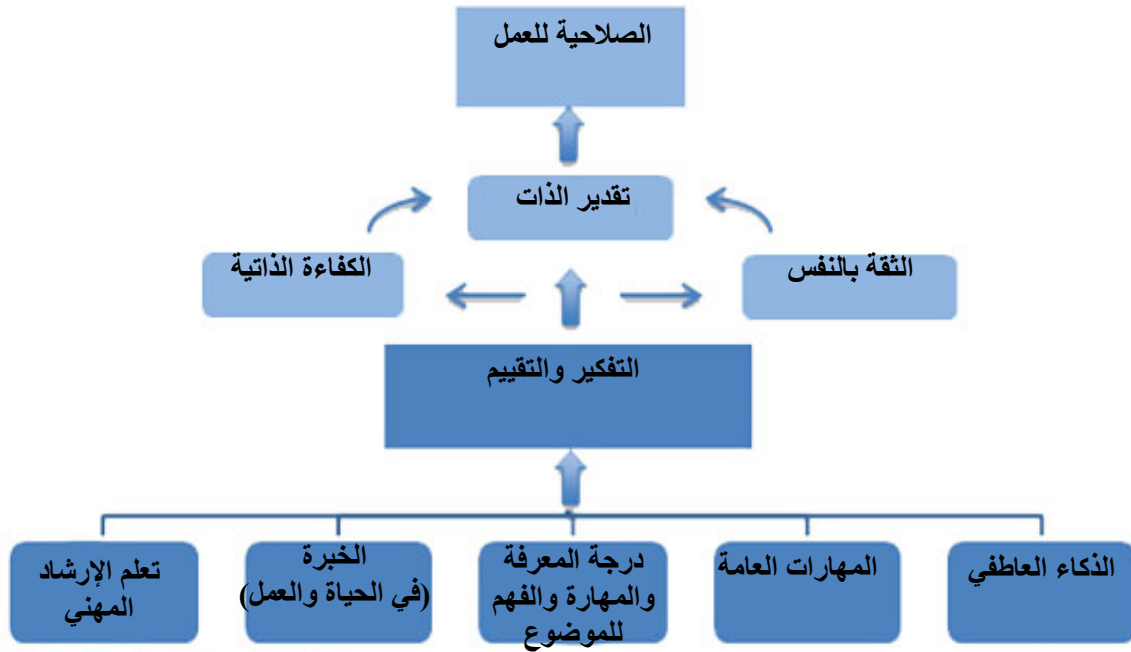 الصلاحية للعمل
تقدير الذات
الثقة بالنفس
الكفاءة الذاتية
التفكير والتقييم
الذكاء العاطفي
المهارات العامة
درجة المعرفة
والمهارة والفهم
للموضوع
الخبرة
(في الحياة والعمل)
تعلم الإرشاد
المهني